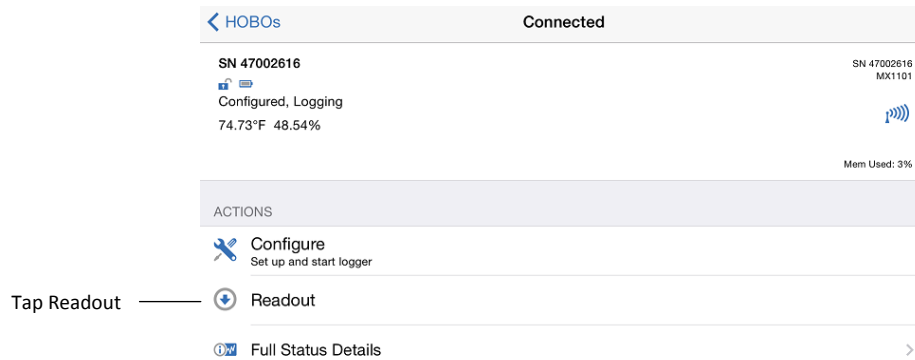 HOBOs
Connected
SN 47002616
SN 47002616
MX1101
Configured, Logging
74.73°F 48.54%
Mem Used: 3%
ACTIONS
Configure
Set up and start logger
Tap Readout
Readout
Full Status Details